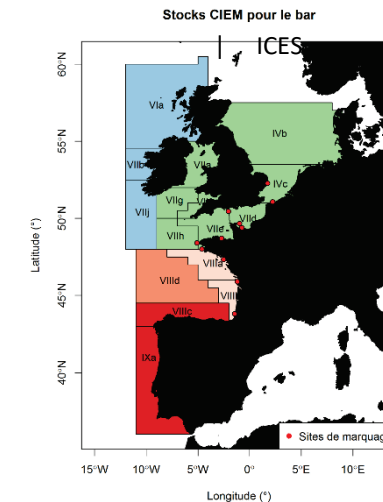 Stocks CIEM pour le bar
| ICES
60°N
55°N
50°N
45°N
40°N
Latitude (°)
VIa
IVb
VIIb
VIIa
IVc
VIIj
VIIg
VIId
VIIh
VIIe
VIIIa
VIIId
VIIIc
IXa
Sites de marquag
15°W
10°W
5°W
0°
5°E
10°E
Longitude (°)